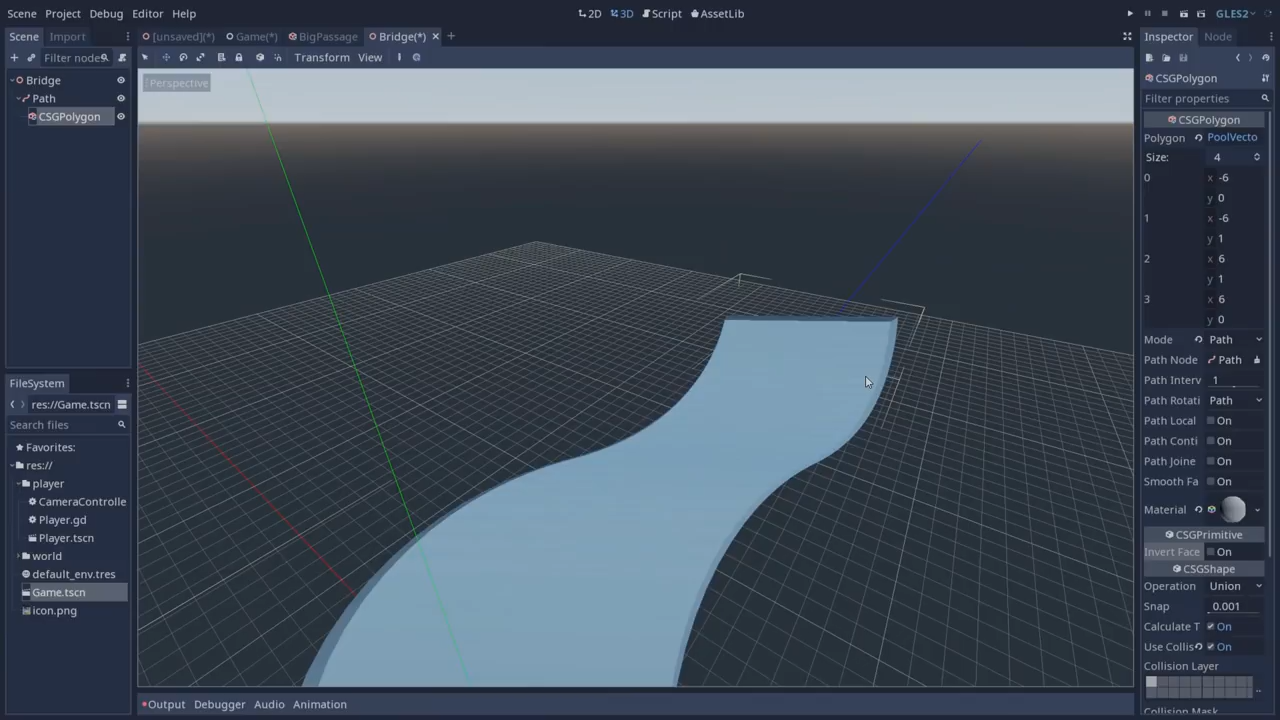 Scene Project Debug Editor Help 2D 3D Script AssetLib GLES2
Scene Import [unsaved](*) Game(*) BigPassage Bridge(*) Inspector Node
Filter nodes Transform View
Perspective
Bridge
Path
CSGPolygon
FileSystem
res://Game.tscn
Search files
Favorites:
res://
player
CameraControlle
Player.gd
Player.tscn
world
default_env.tres
Game.tscn
icon.png
CSGPolygon
Filter properties
CSGPolygon
Polygon PoolVecto
Size: 4
0 x -6
y 0
1 x -6
y 1
2 x 6
y 1
3 x 6
y 0
Mode Path
Path Node Path
Path Interv 1
Path Rotati Path
Path Local On
Path Conti On
Path Joine On
Smooth Fa On
Material
CSGPrimitive
Invert Face On
CSGShape
Operation Union
Snap 0.001
Calculate T On
Use Collis On
Collision Layer
Collision Mask
Output Debugger Audio Animation